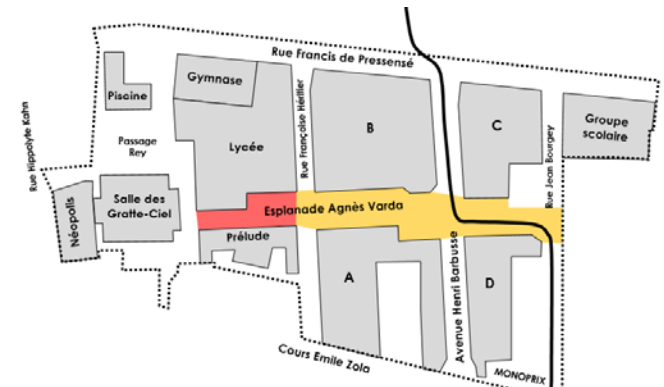 Rue Francis de Pressensé
Gymnase
Piscine
Rue Hippolyte Kahn
Passage
Rey
Lycée
Rue Françoise Héritier
B
C
Rue Jean Bourgey
Groupe
scolaire
Néopolis
Salle des
Gratte-Ciel
Esplanade Agnès Varda
Prélude
A
Avenue Henri Barbusse
D
Cours Emile Zola
MONOPRIX